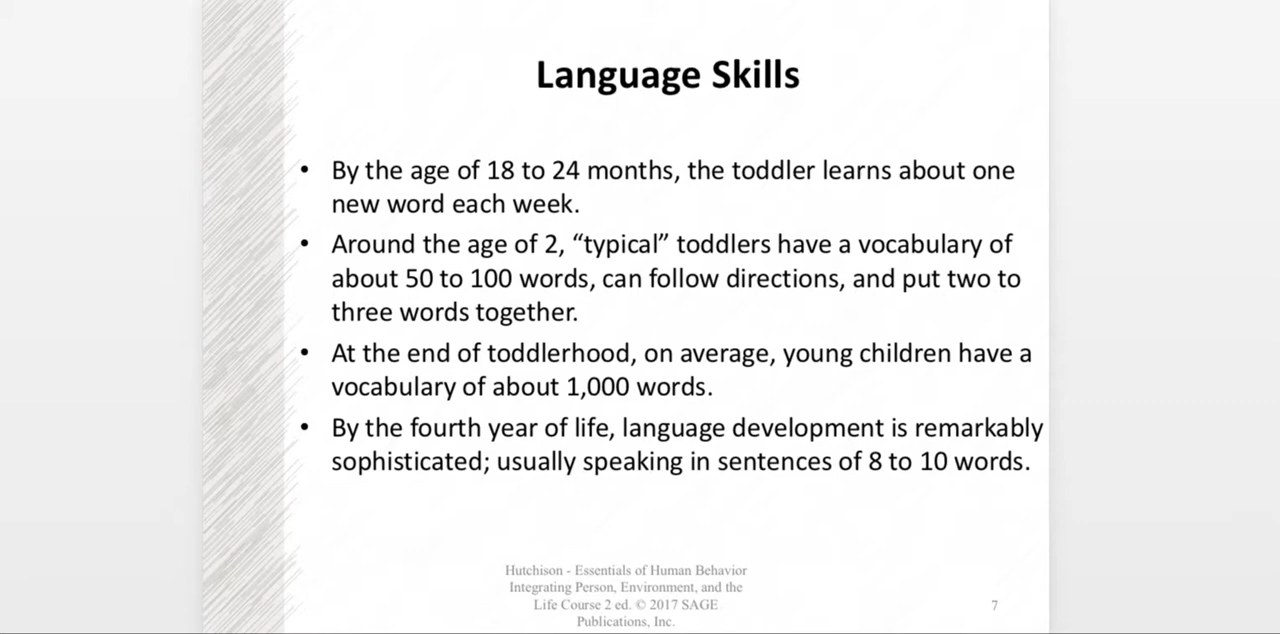 Language Skills
• By the age of 18 to 24 months, the toddler learns about one
new word each week.
• Around the age of 2, “typical” toddlers have a vocabulary of
about 50 to 100 words, can follow directions, and put two to
three words together.
• At the end of toddlerhood, on average, young children have a
vocabulary of about 1,000 words.
• By the fourth year of life, language development is remarkably
sophisticated; usually speaking in sentences of 8 to 10 words.
Hutchison - Essentials of Human Behavior
Integrating Person, Environment, and the
Life Course 2 ed. © 2017 SAGE
Publications, Inc.
7